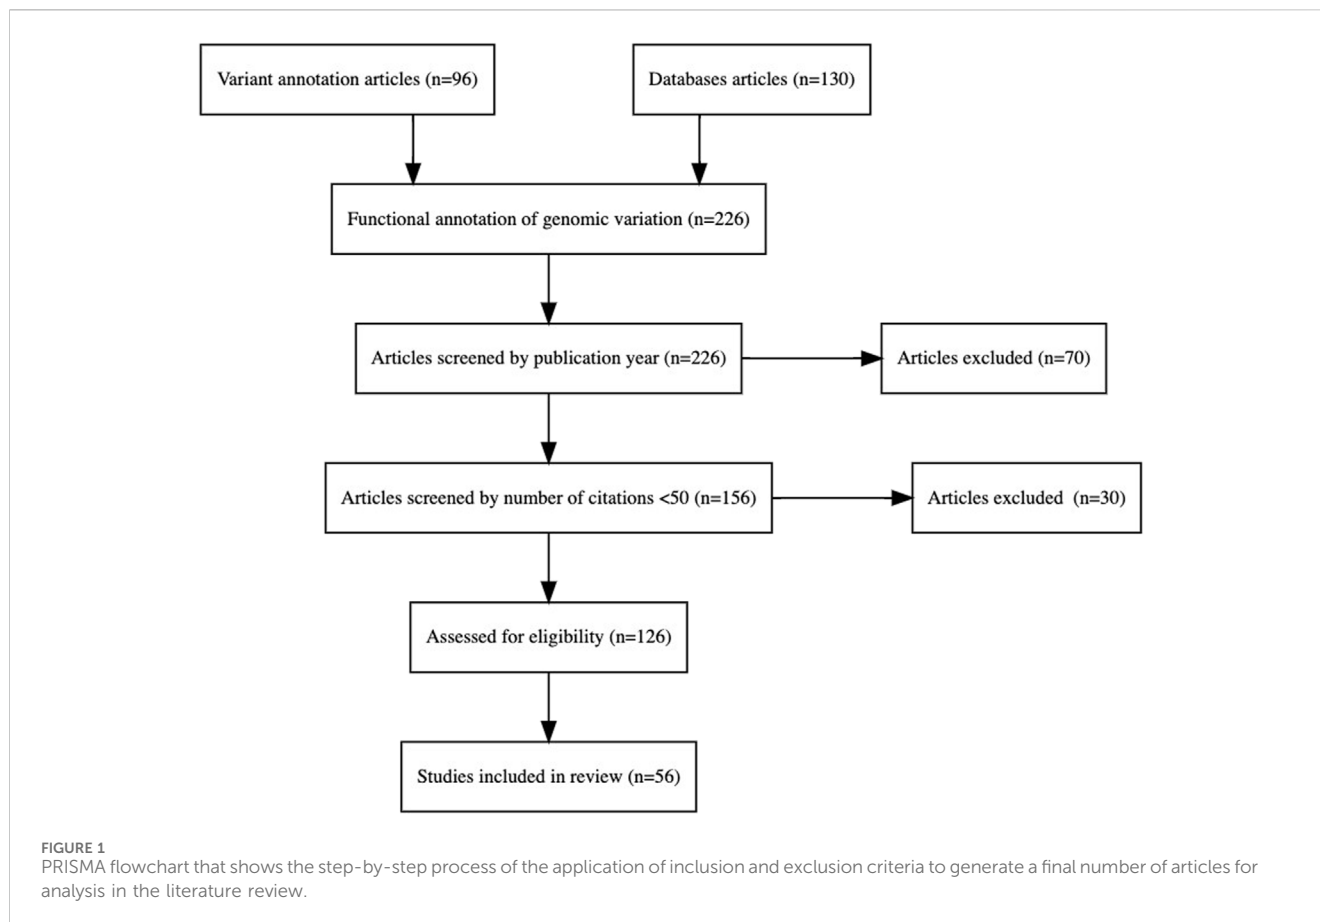 Variant annotation articles (n=96)
Databases articles (n=130)
Functional annotation of genomic variation (n=226)
Articles screened by publication year (n=226)
Articles excluded (n=70)
Articles screened by number of citations <50 (n=156)
Articles excluded  (n=30)
Assessed for eligibility (n=126)
Studies included in review (n=56)
FIGURE 1
PRISMA flowchart that shows the step-by-step process of the application of inclusion and exclusion criteria to generate a final number of articles for
analysis in the literature review.